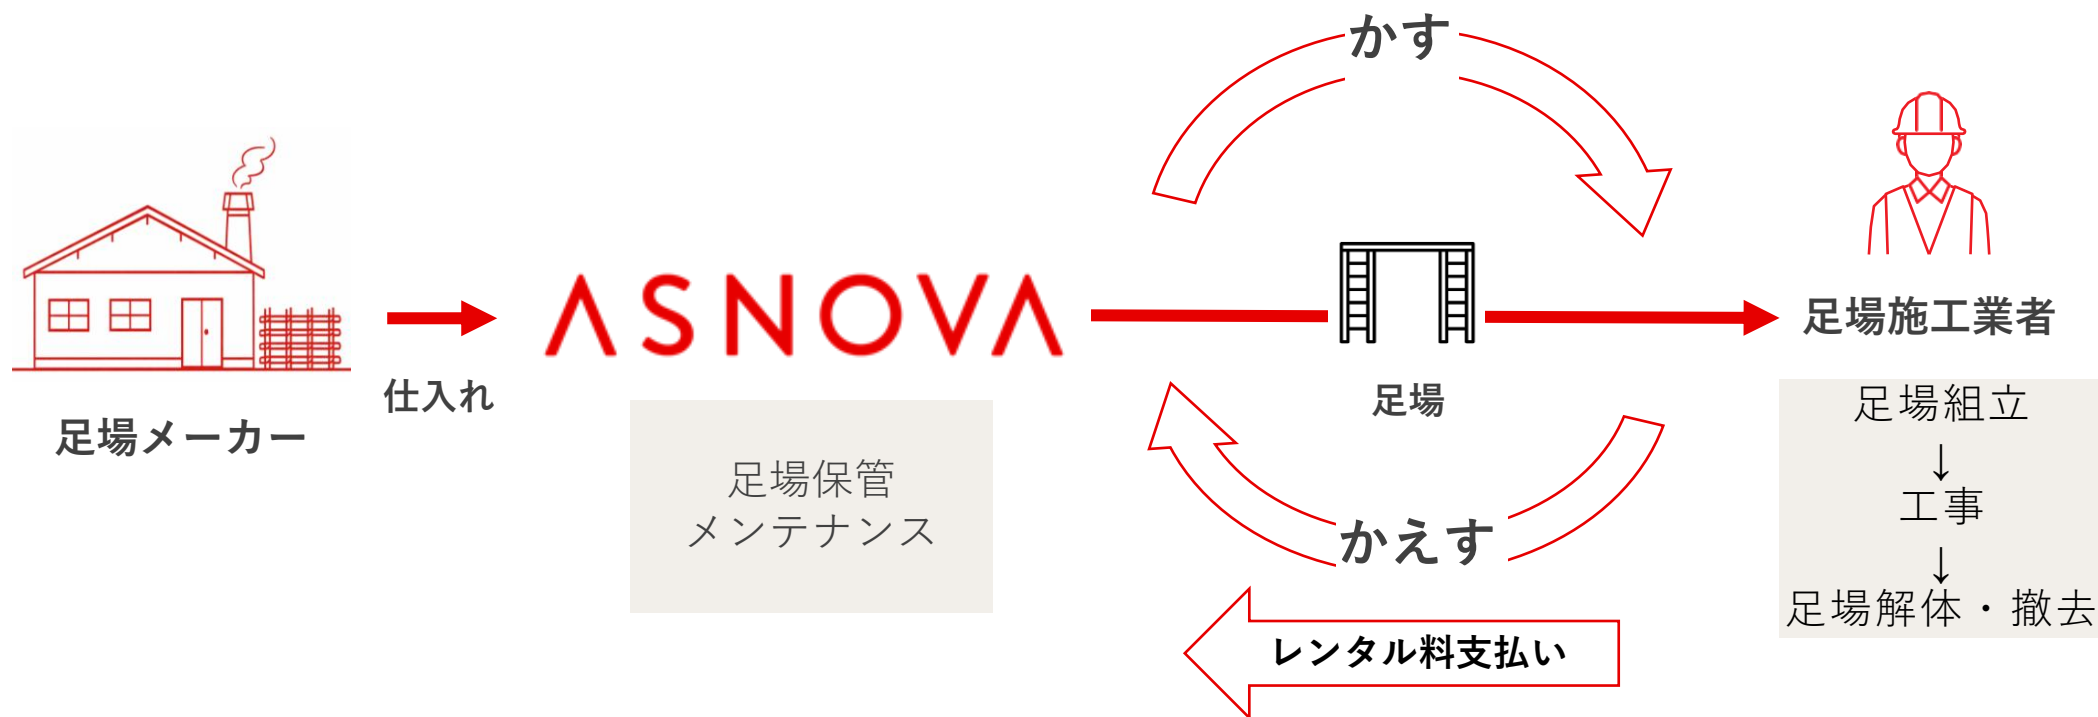 足場メーカー
仕入れ
ASNOVA
足場保管
メンテナンス
かす
足場
かえす
レンタル料支払い
足場施工業者
足場組立
↓
工事
↓
足場解体・撤去